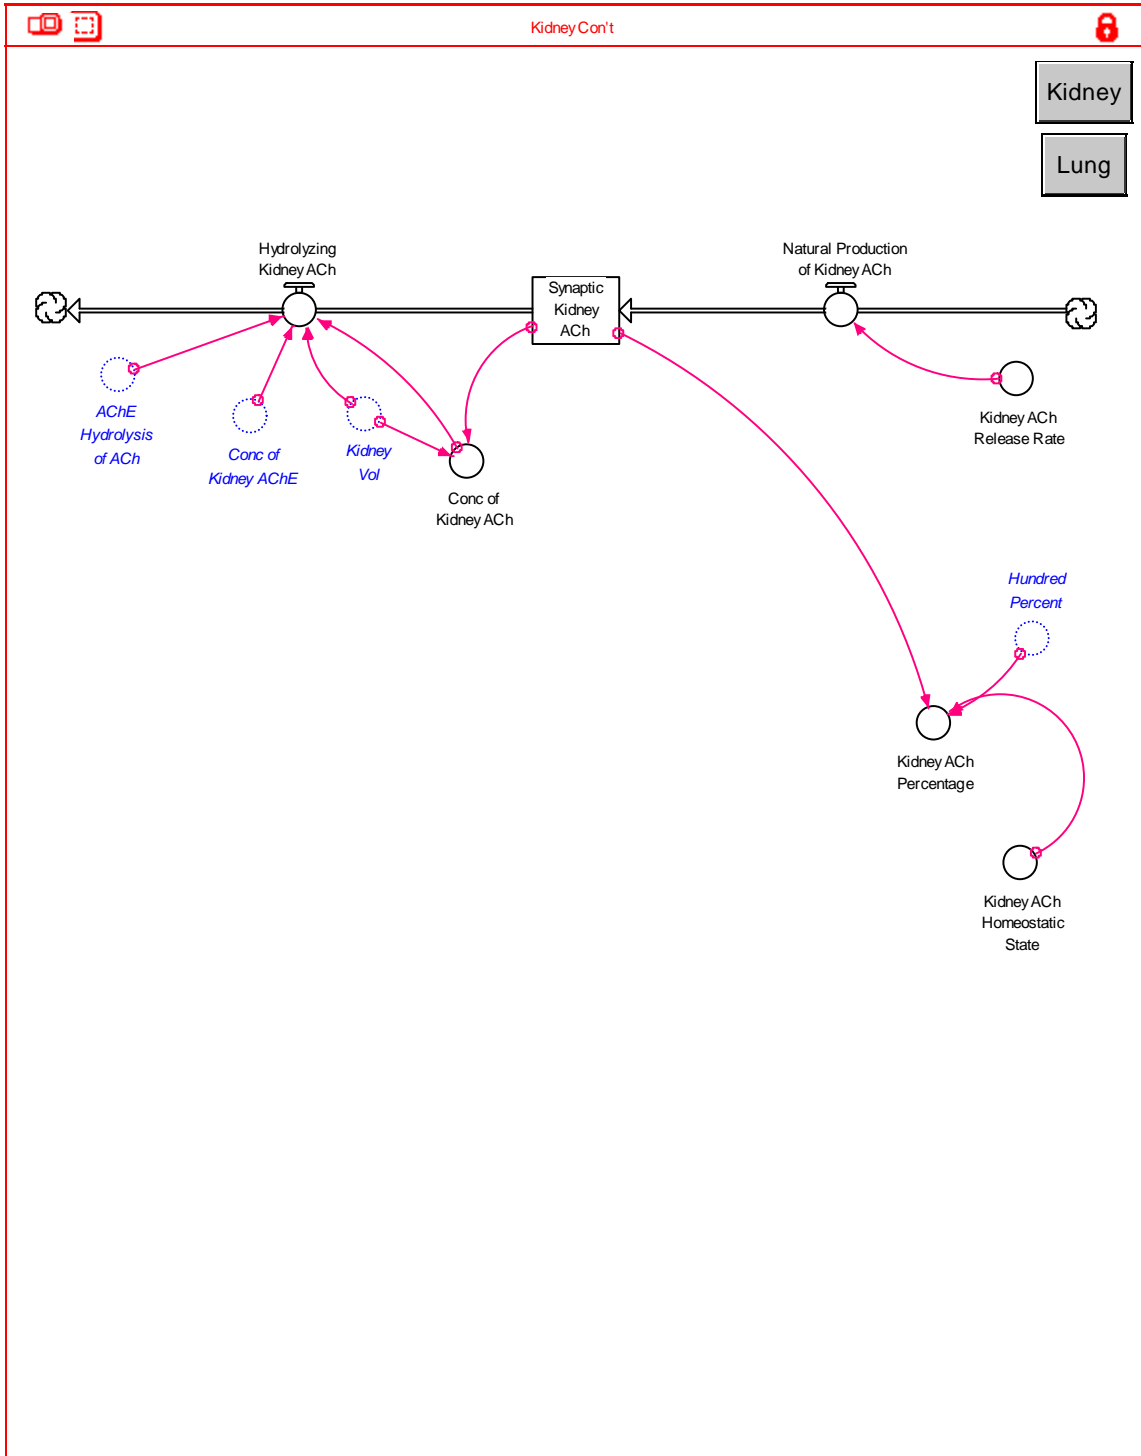 Kidney Con't
Kidney
Lung
Hydrolyzing
Kidney ACh
Natural Production
of Kidney ACh
Synaptic
Kidney
ACh
AChE
Hydrolysis
of ACh
Conc of
Kidney AChE
Kidney
Vol
Conc of
Kidney ACh
Kidney ACh
Release Rate
Hundred
Percent
Kidney ACh
Percentage
Kidney ACh
Homeostatic
State